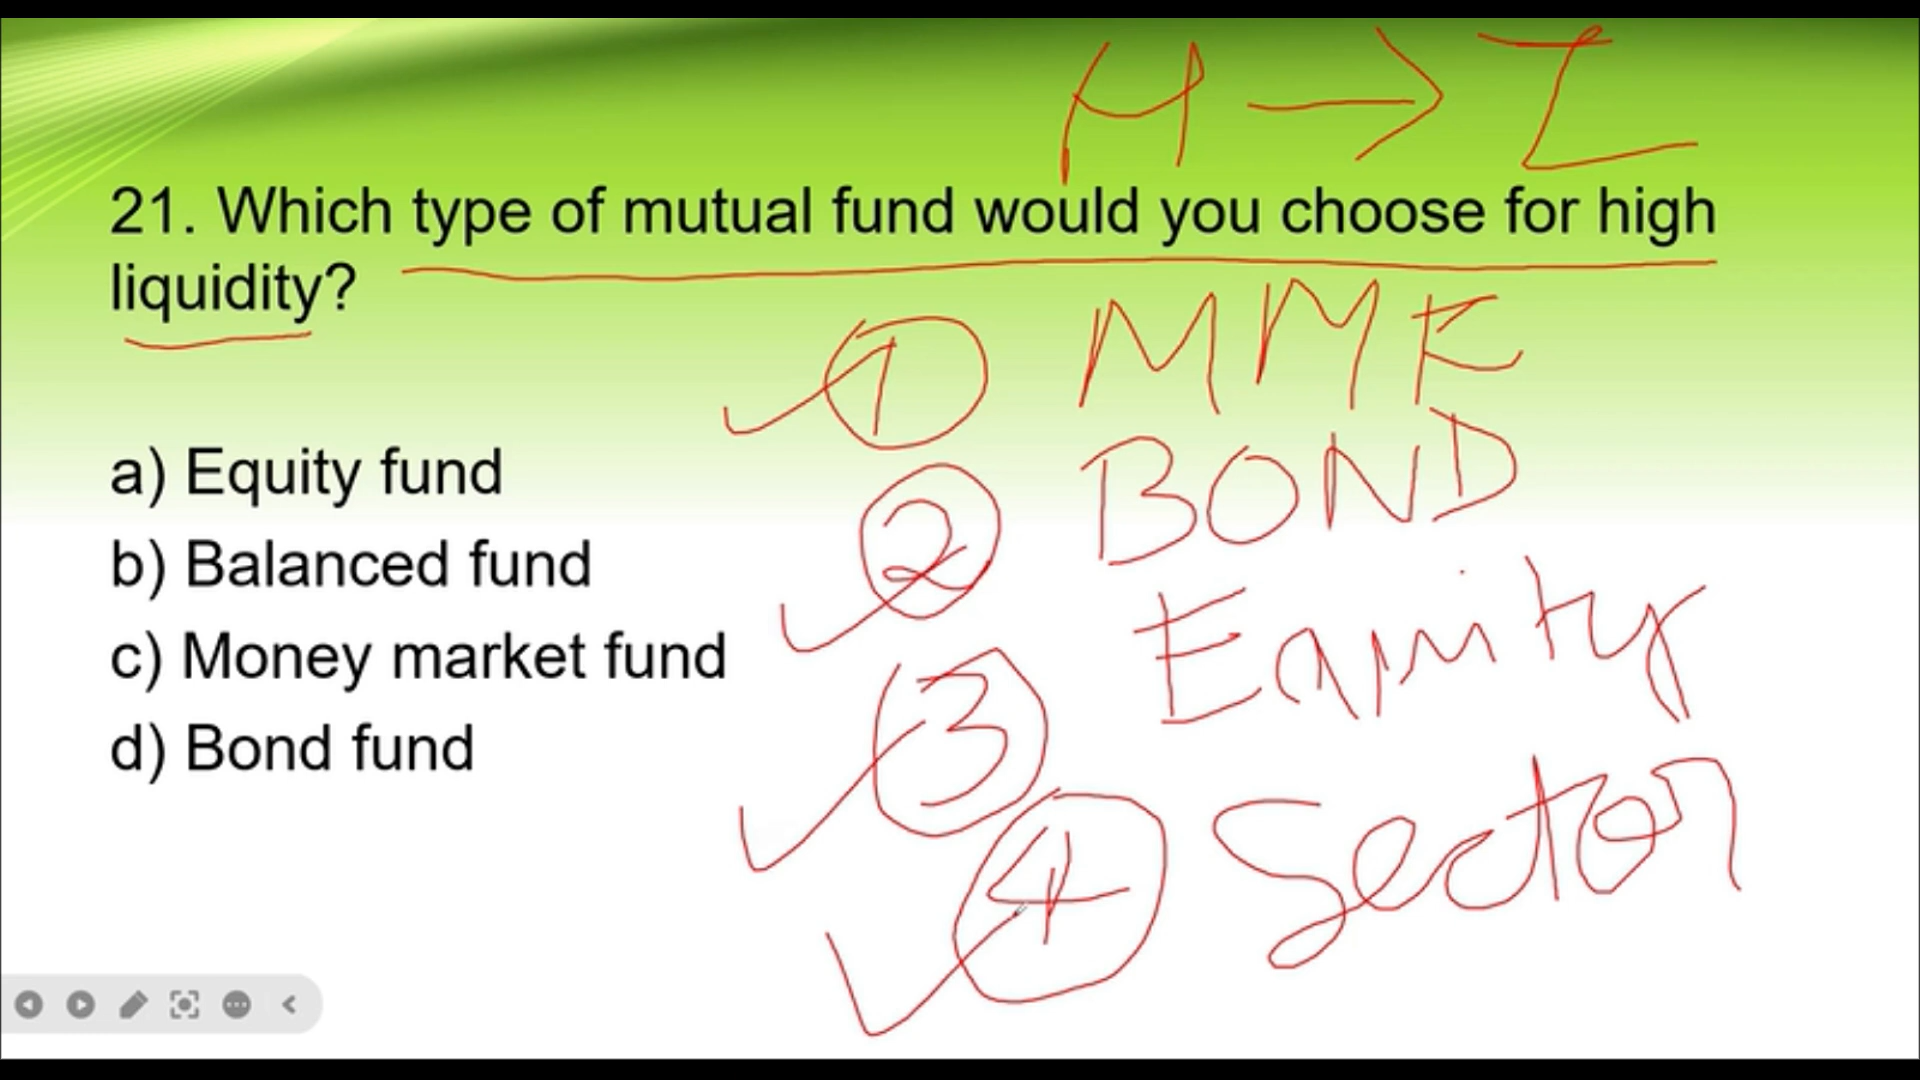 H → L
21. Which type of mutual fund would you choose for high
liquidity?
1 MMF
2 BOND
3 Equity
4 Sector
a) Equity fund
b) Balanced fund
c) Money market fund
d) Bond fund